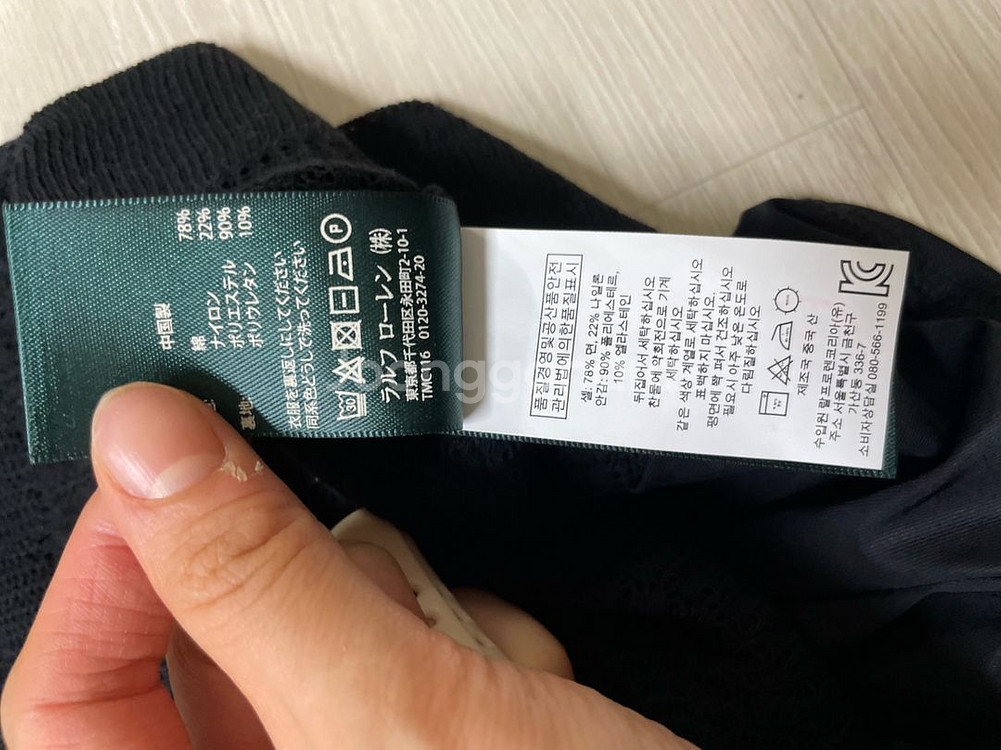 中国製
綿 78%
ナイロン 22%
ポリエステル 90%
ポリウレタン 10%
裏地
衣服を裏返しにしてください
同系色どうしで洗ってください
30
P
ラルフ ローレン (株)
東京都千代田区永田町2-10-1
TMC116 0120-3274-20
품질경영및공산품안전
관리법에의한품질표시
셀: 78% 면, 22% 나일론
안감: 90% 폴리에스테르,
10% 엘라스테인
뒤집어서 세탁하십시오
찬물에 약회전으로 기계
세탁하십시오
같은 색상 계열로 세탁하십시오
표백하지 마십시오
평면에 쫙 펴서 건조하십시오
필요시 아주 낮은 온도로
다림질하십시오
제조국 중국 산
수입원 랄프로렌코리아(유)
주소 서울특별시 금천구
가산동 336-7
소비자상담실 080-566-1199